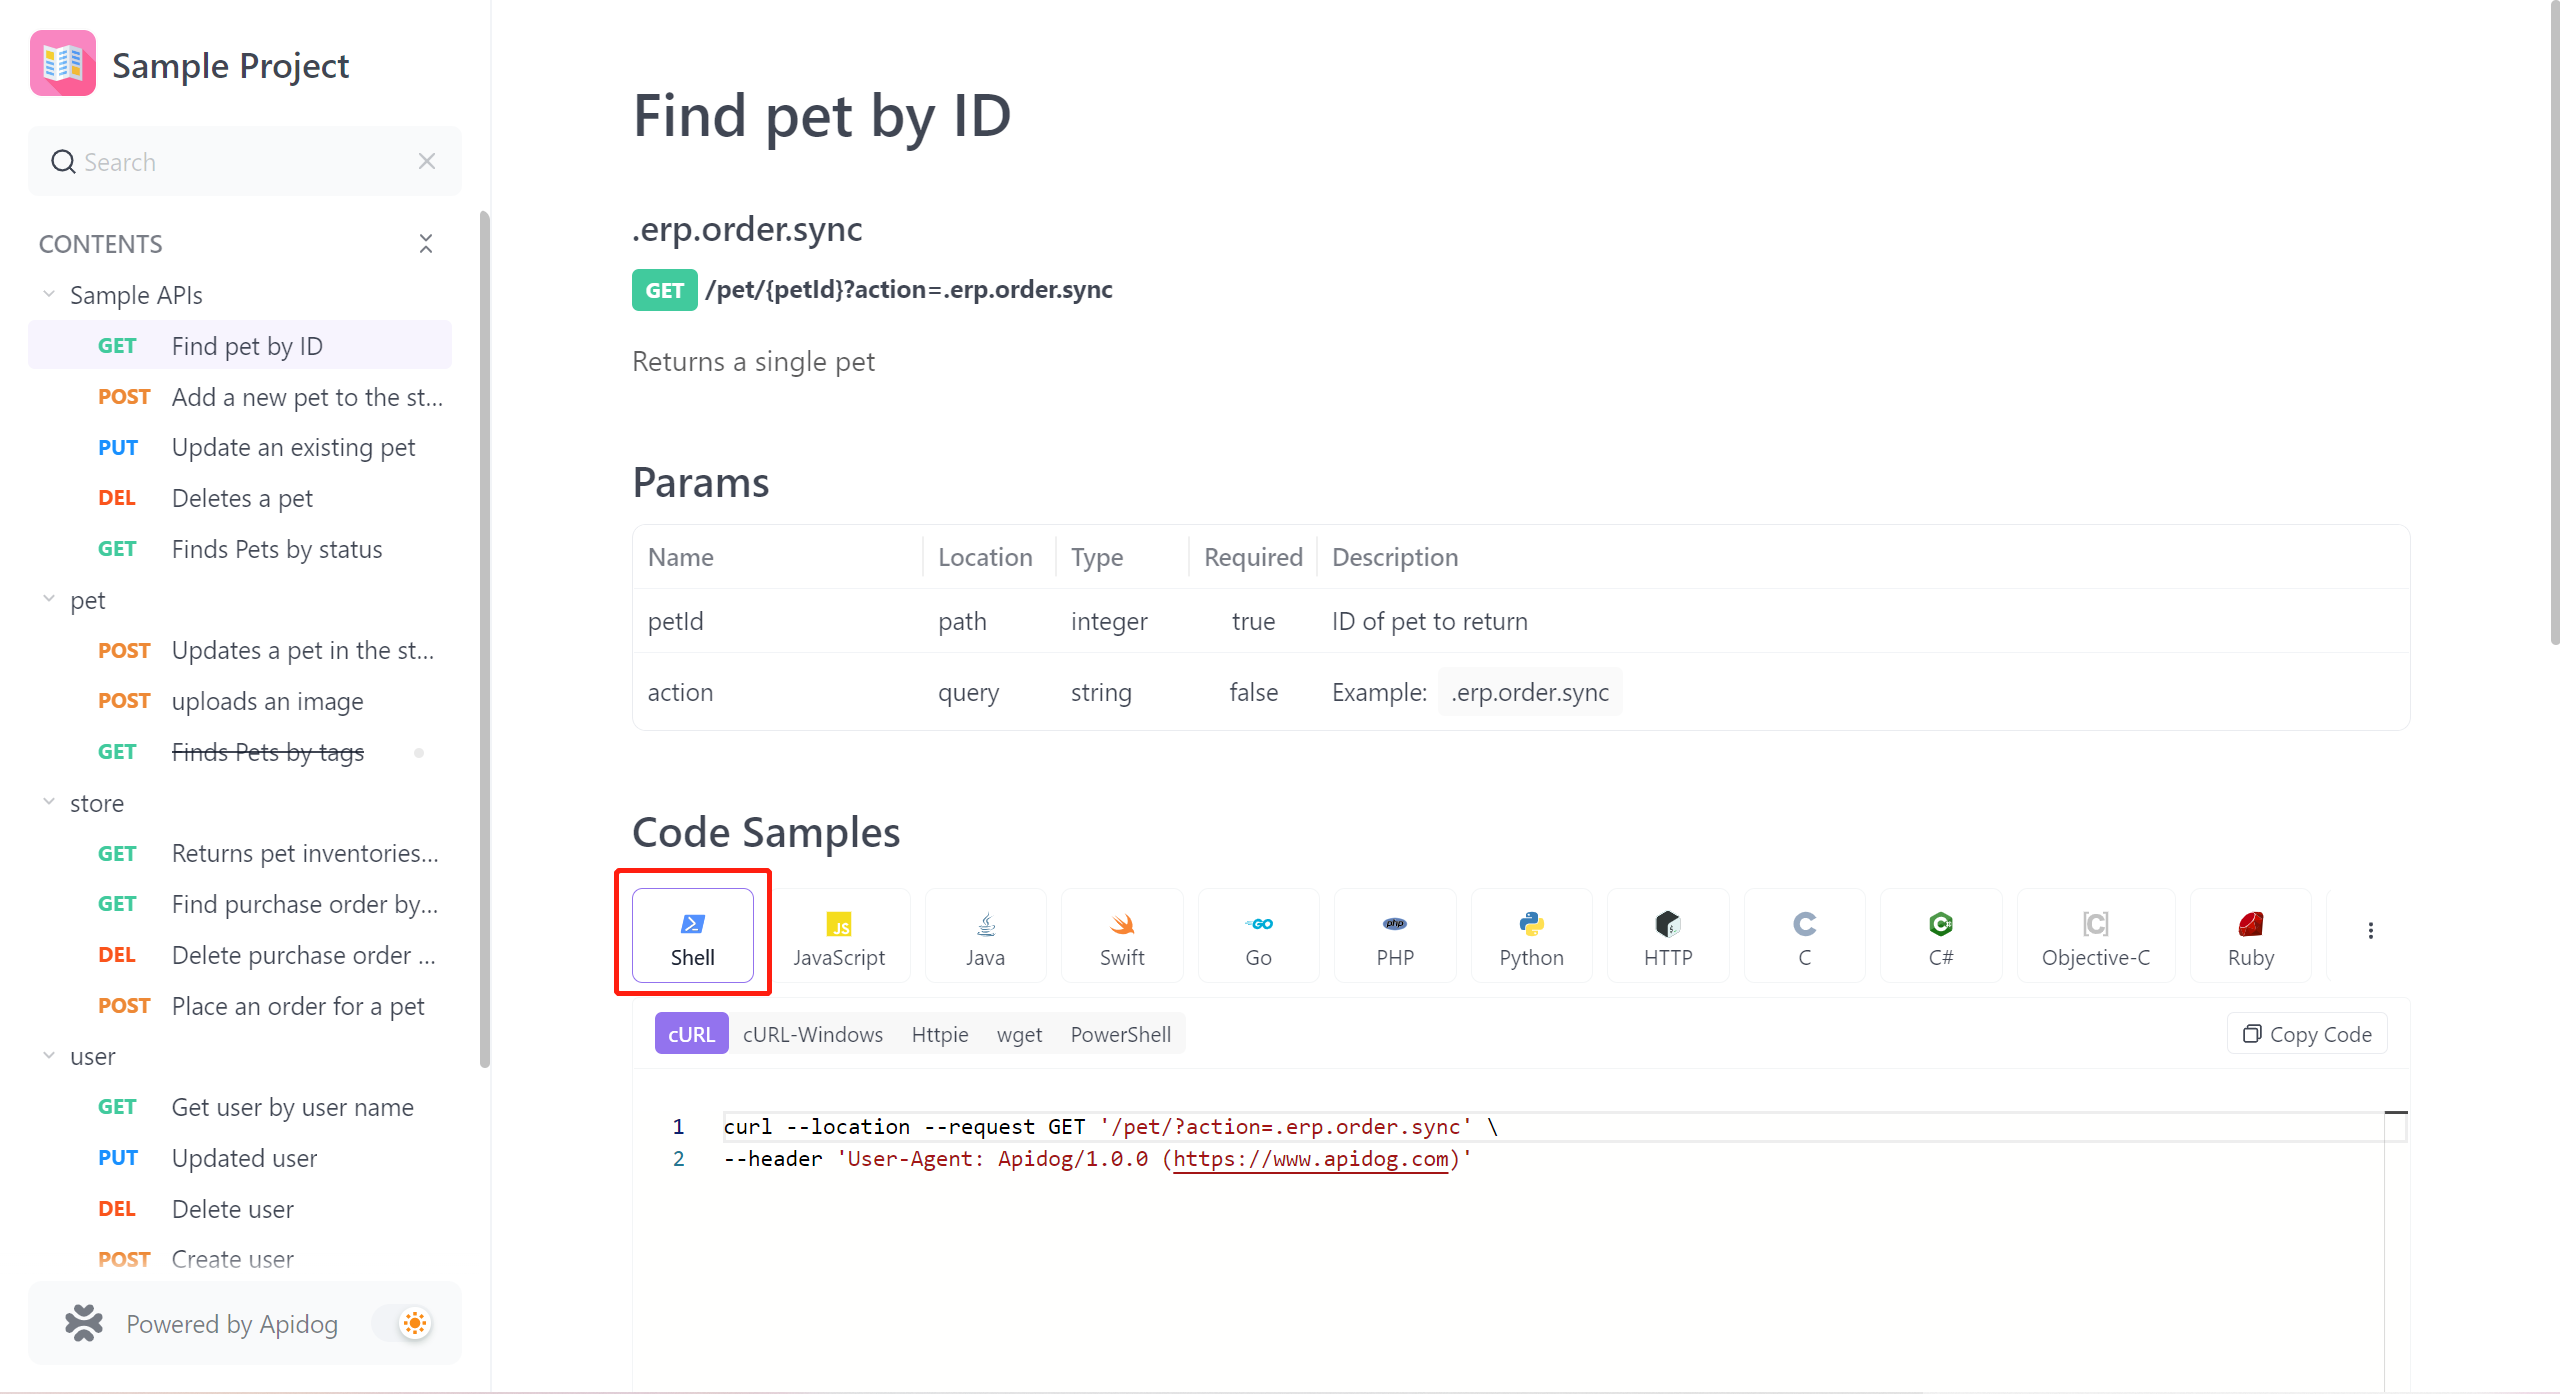 Sample Project
Search
CONTENTS
Sample APIs
GET Find pet by ID
POST Add a new pet to the st...
PUT Update an existing pet
DEL Deletes a pet
GET Finds Pets by status
pet
POST Updates a pet in the st...
POST uploads an image
GET Finds Pets by tags
store
GET Returns pet inventories...
GET Find purchase order by...
DEL Delete purchase order ...
POST Place an order for a pet
user
GET Get user by user name
PUT Updated user
DEL Delete user
POST Create user
Powered by Apidog
Find pet by ID
.erp.order.sync
GET /pet/{petId}?action=.erp.order.sync
Returns a single pet
Params
Name Location Type Required Description
petId path integer true ID of pet to return
action query string false Example: .erp.order.sync
Code Samples
Shell JavaScript Java Swift Go PHP Python HTTP C C# Objective-C Ruby
cURL cURL-Windows Httpie wget PowerShell Copy Code
1 curl --location --request GET '/pet/?action=.erp.order.sync' \
2 --header 'User-Agent: Apidog/1.0.0 (https://www.apidog.com)'